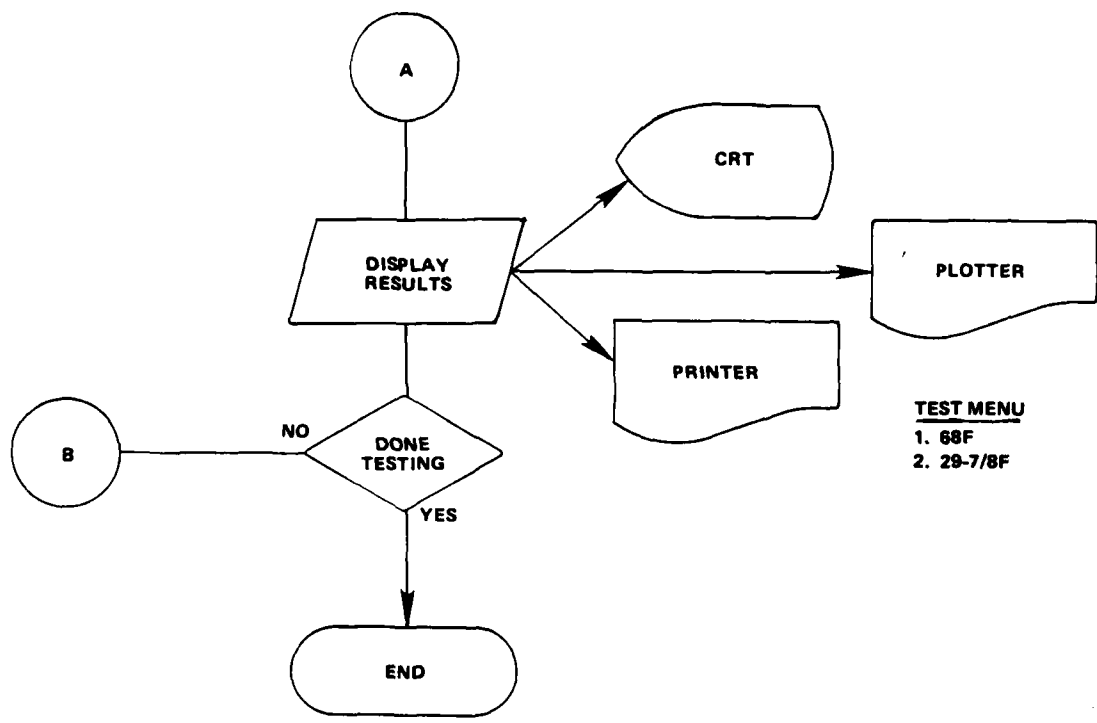 A
CRT
DISPLAY
RESULTS
PLOTTER
PRINTER
TEST MENU
1. 68F
2. 29-7/8F
NO
B
DONE
TESTING
YES
END